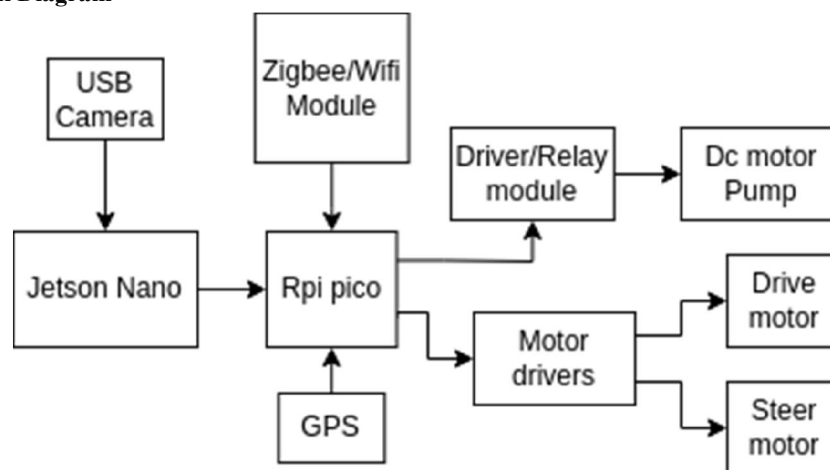 Diagram
USB
Camera
Zigbee/Wifi
Module
Driver/Relay
module
Dc motor
Pump
Jetson Nano
Rpi pico
Drive
motor
Motor
drivers
GPS
Steer
motor